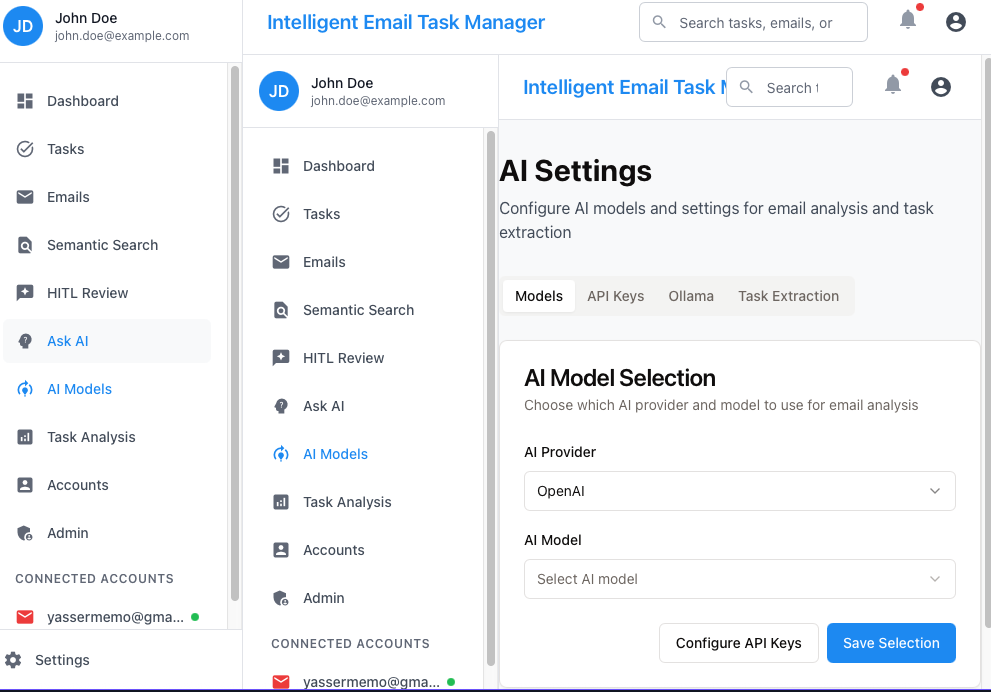 JD
John Doe
john.doe@example.com
Dashboard
Tasks
Emails
Semantic Search
HITL Review
Ask AI
AI Models
Task Analysis
Accounts
Admin
CONNECTED ACCOUNTS
yassermemo@gma...
Settings
Intelligent Email Task Manager
Search tasks, emails, or
JD
John Doe
john.doe@example.com
Dashboard
Tasks
Emails
Semantic Search
HITL Review
Ask AI
AI Models
Task Analysis
Accounts
Admin
CONNECTED ACCOUNTS
yassermemo@gma...
Intelligent Email Task
Search
AI Settings
Configure AI models and settings for email analysis and task
extraction
Models API Keys Ollama Task Extraction
AI Model Selection
Choose which AI provider and model to use for email analysis
AI Provider
OpenAI
AI Model
Select AI model
Configure API Keys Save Selection